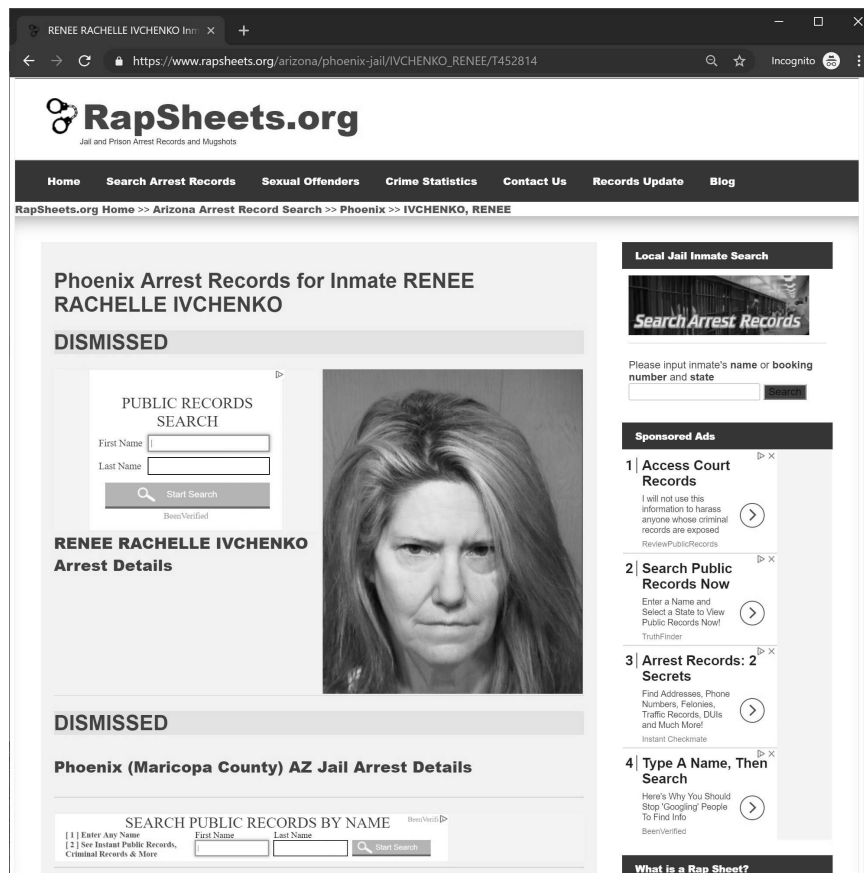 RENEE RACHELLE IVCHENKO Inm
https://www.rapsheets.org/arizona/phoenix-jail/IVCHENKO_RENEE/T452814
Incognito
RapSheets.org
Jail and Prison Arrest Records and Mugshots
Home Search Arrest Records Sexual Offenders Crime Statistics Contact Us Records Update Blog
RapSheets.org Home >> Arizona Arrest Record Search >> Phoenix >> IVCHENKO, RENEE
Phoenix Arrest Records for Inmate RENEE
RACHELLE IVCHENKO
DISMISSED
PUBLIC RECORDS
SEARCH
First Name
Last Name
Start Search
BeenVerified
RENEE RACHELLE IVCHENKO
Arrest Details
DISMISSED
Phoenix (Maricopa County) AZ Jail Arrest Details
SEARCH PUBLIC RECORDS BY NAME
BeenVerifi
[ 1 ] Enter Any Name
[ 2 ] See Instant Public Records,
Criminal Records & More
First Name
Last Name
Start Search
Local Jail Inmate Search
Search Arrest Records
Please input inmate's name or booking
number and state
Search
Sponsored Ads
1 Access Court
Records
I will not use this
information to harass
anyone whose criminal
records are exposed
ReviewPublicRecords
2 Search Public
Records Now
Enter a Name and
Select a State to View
Public Records Now!
TruthFinder
3 Arrest Records: 2
Secrets
Find Addresses, Phone
Numbers, Felonies,
Traffic Records, DUIs
and Much More!
Instant Checkmate
4 Type A Name, Then
Search
Here's Why You Should
Stop 'Googling' People
To Find Info
BeenVerified
What is a Rap Sheet?